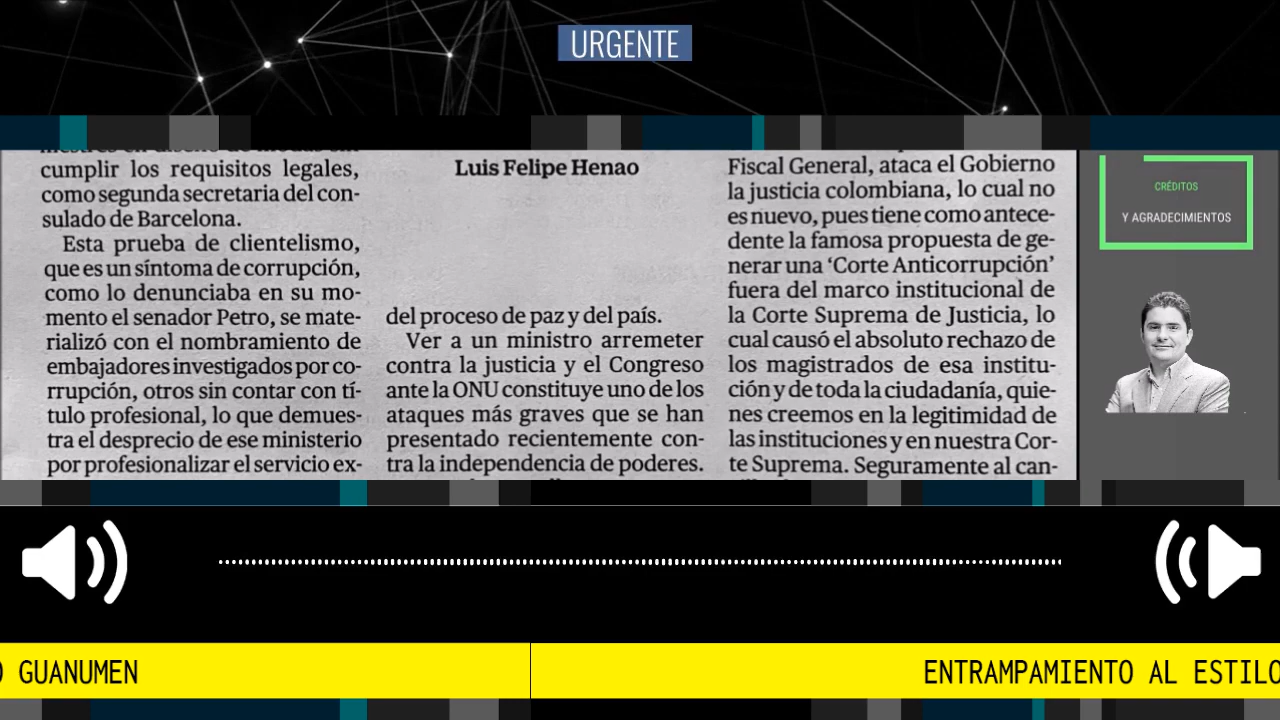 URGENTE
cumplir los requisitos legales,
como segunda secretaria del con-
sulado de Barcelona.
Esta prueba de clientelismo,
que es un síntoma de corrupción,
como lo denunciaba en su mo-
mento el senador Petro, se mate-
rializó con el nombramiento de
embajadores investigados por co-
rrupción, otros sin contar con tí-
tulo profesional, lo que demues-
tra el desprecio de ese ministerio
por profesionalizar el servicio ex-
Luis Felipe Henao
del proceso de paz y del país.
Ver a un ministro arremeter
contra la justicia y el Congreso
ante la ONU constituye uno de los
ataques más graves que se han
presentado recientemente con-
tra la independencia de poderes.
Fiscal General, ataca el Gobierno
la justicia colombiana, lo cual no
es nuevo, pues tiene como antece-
dente la famosa propuesta de ge-
nerar una ‘Corte Anticorrupción’
fuera del marco institucional de
la Corte Suprema de Justicia, lo
cual causó el absoluto rechazo de
los magistrados de esa institu-
ción y de toda la ciudadanía, quie-
nes creemos en la legitimidad de
las instituciones y en nuestra Cor-
te Suprema. Seguramente al can-
CRÉDITOS
Y AGRADECIMIENTOS
GUANUMEN
ENTRAMPAMIENTO AL ESTILO